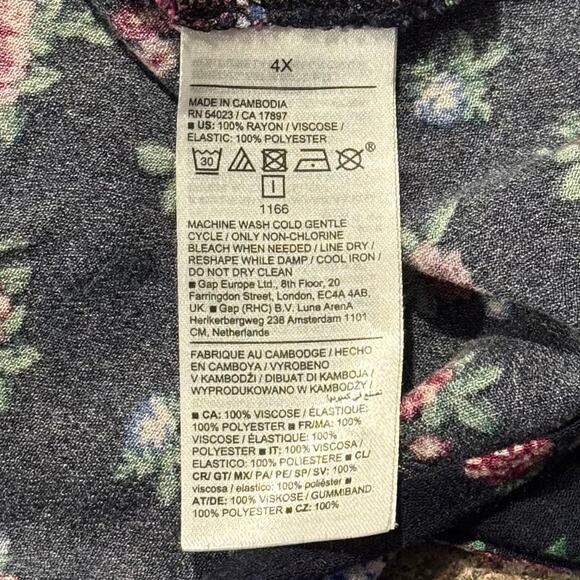 4X
MADE IN CAMBODIA
RN 54023 / CA 17897
■ US: 100% RAYON / VISCOSE /
ELASTIC: 100% POLYESTER
30
®
1166
MACHINE WASH COLD GENTLE
CYCLE / ONLY NON-CHLORINE
BLEACH WHEN NEEDED / LINE DRY /
RESHAPE WHILE DAMP / COOL IRON /
DO NOT DRY CLEAN
■ Gap Europe Ltd., 8th Floor, 20
Farringdon Street, London, EC4A 4AB,
UK. ■ Gap (RHC) B.V. Luna ArenA
Herikerbergweg 238 Amsterdam 1101
CM, Netherlands
FABRIQUE AU CAMBODGE / HECHO
EN CAMBOYA / VYROBENO
V KAMBODŽI / DIBUAT DI KAMBOJA /
WYPRODUKOWANO W KAMBODŻY /
صنع في كمبوديا
■ CA: 100% VISCOSE / ÉLASTIQUE:
100% POLYESTER ■ FR/MA: 100%
VISCOSE / ÉLASTIQUE: 100%
POLYESTER ■ IT: 100% VISCOSA /
ELASTICO: 100% POLIESTERE ■ CL/
CR/ GT/ MX/ PA/ PE/ SP/ SV: 100%
viscosa / elastico: 100% poliéster ■
AT/DE: 100% VISKOSE / GUMMIBAND:
100% POLYESTER ■ CZ: 100%